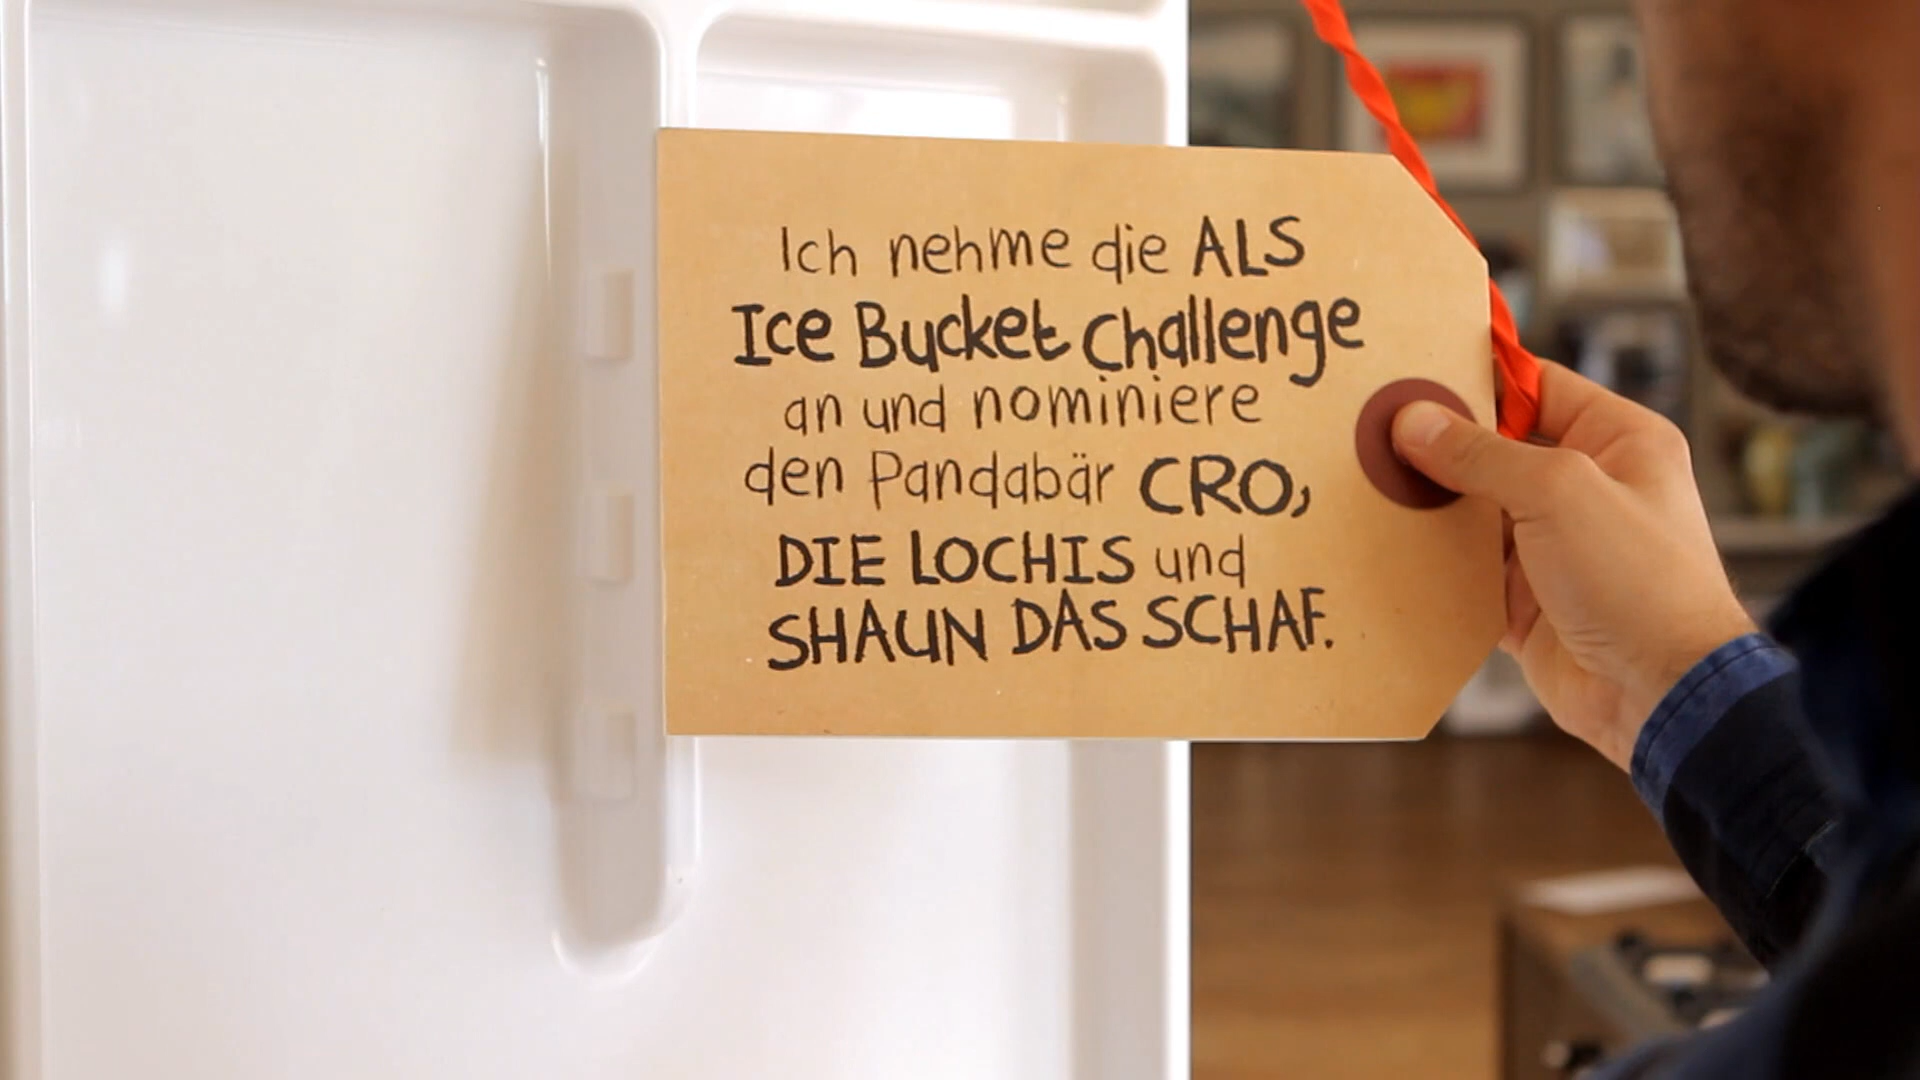 Ich nehme die ALS
Ice Bucket Challenge
an und nominiere
den Pandabär CRO,
DIE LOCHIS und
SHAUN DAS SCHAF.